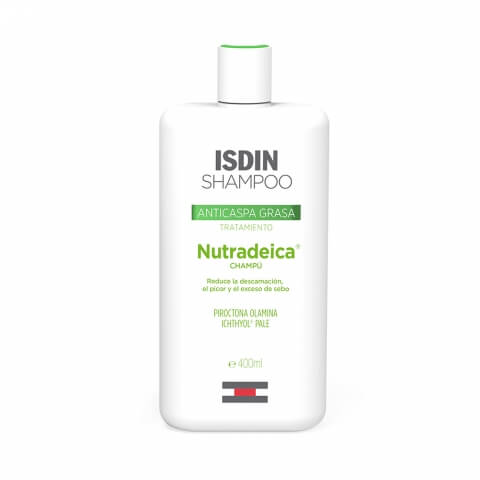 ISDIN
SHAMPOO
ANTICASPA GRASA
TRATAMIENTO
Nutradeica®
CHAMPÚ
Reduce la descamación,
el picor y el exceso de sebo
PIROCTONA OLAMINA
ICHTHYOL® PALE
℮ 400ml